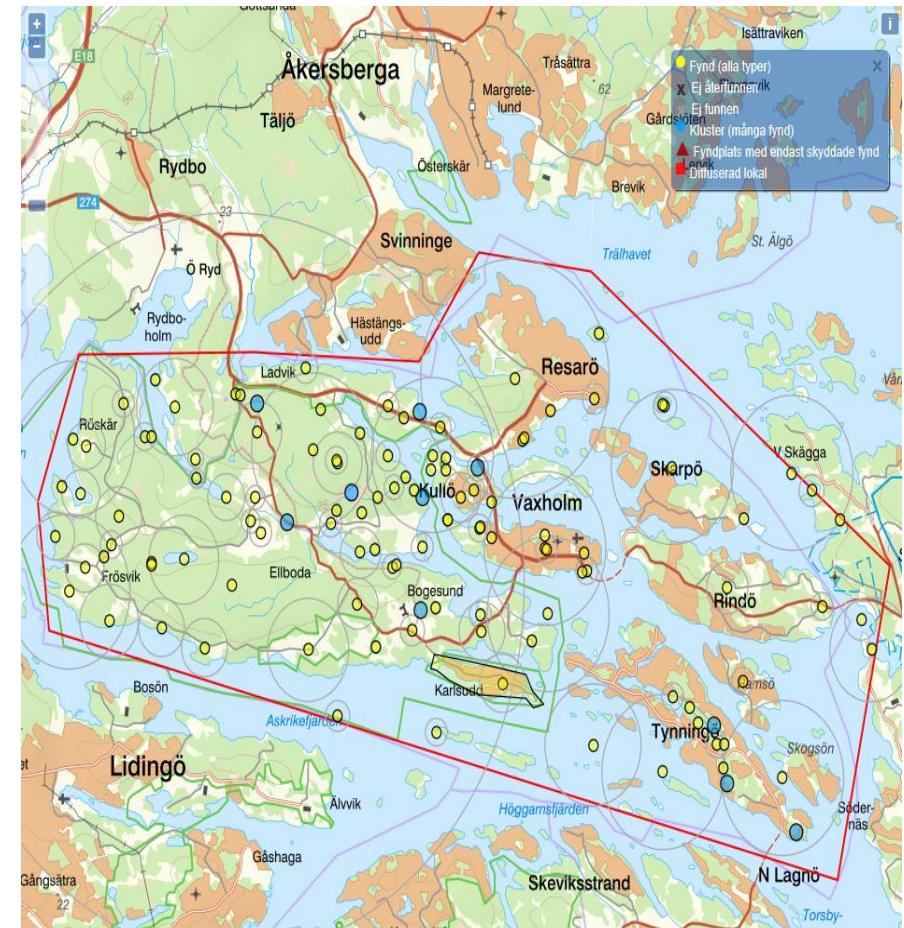 Gottsunda
+
−
i
Isättraviken
E18
Åkersberga
Tråsättra
Fynd (alla typer)
x
Ej återfunnen
Ej funnen
Kluster (många fynd)
Fyndplats med endast skyddade fynd
Diffuserad lokal
Margrete-
lund
62
Täljö
Rydbo
Österskär
Brevik
274
23
Svinninge
Trälhavet
St. Älgö
Ö Ryd
Rydbo-
holm
Hästängs-
udd
Ladvik
Resarö
Röskär
Skarpö
V Skägga
Kullö
Vaxholm
Frösvik
Ellboda
Bogesund
Rindö
Karlsudd
Ramsö
Bosön
Askrikefjärden
Tynningö
Skogsön
Lidingö
Älvvik
Höggarnsfjärden
Söder-
näs
Gåshaga
Gångsätra
22
Skeviksstrand
N Lagnö
Torsby-